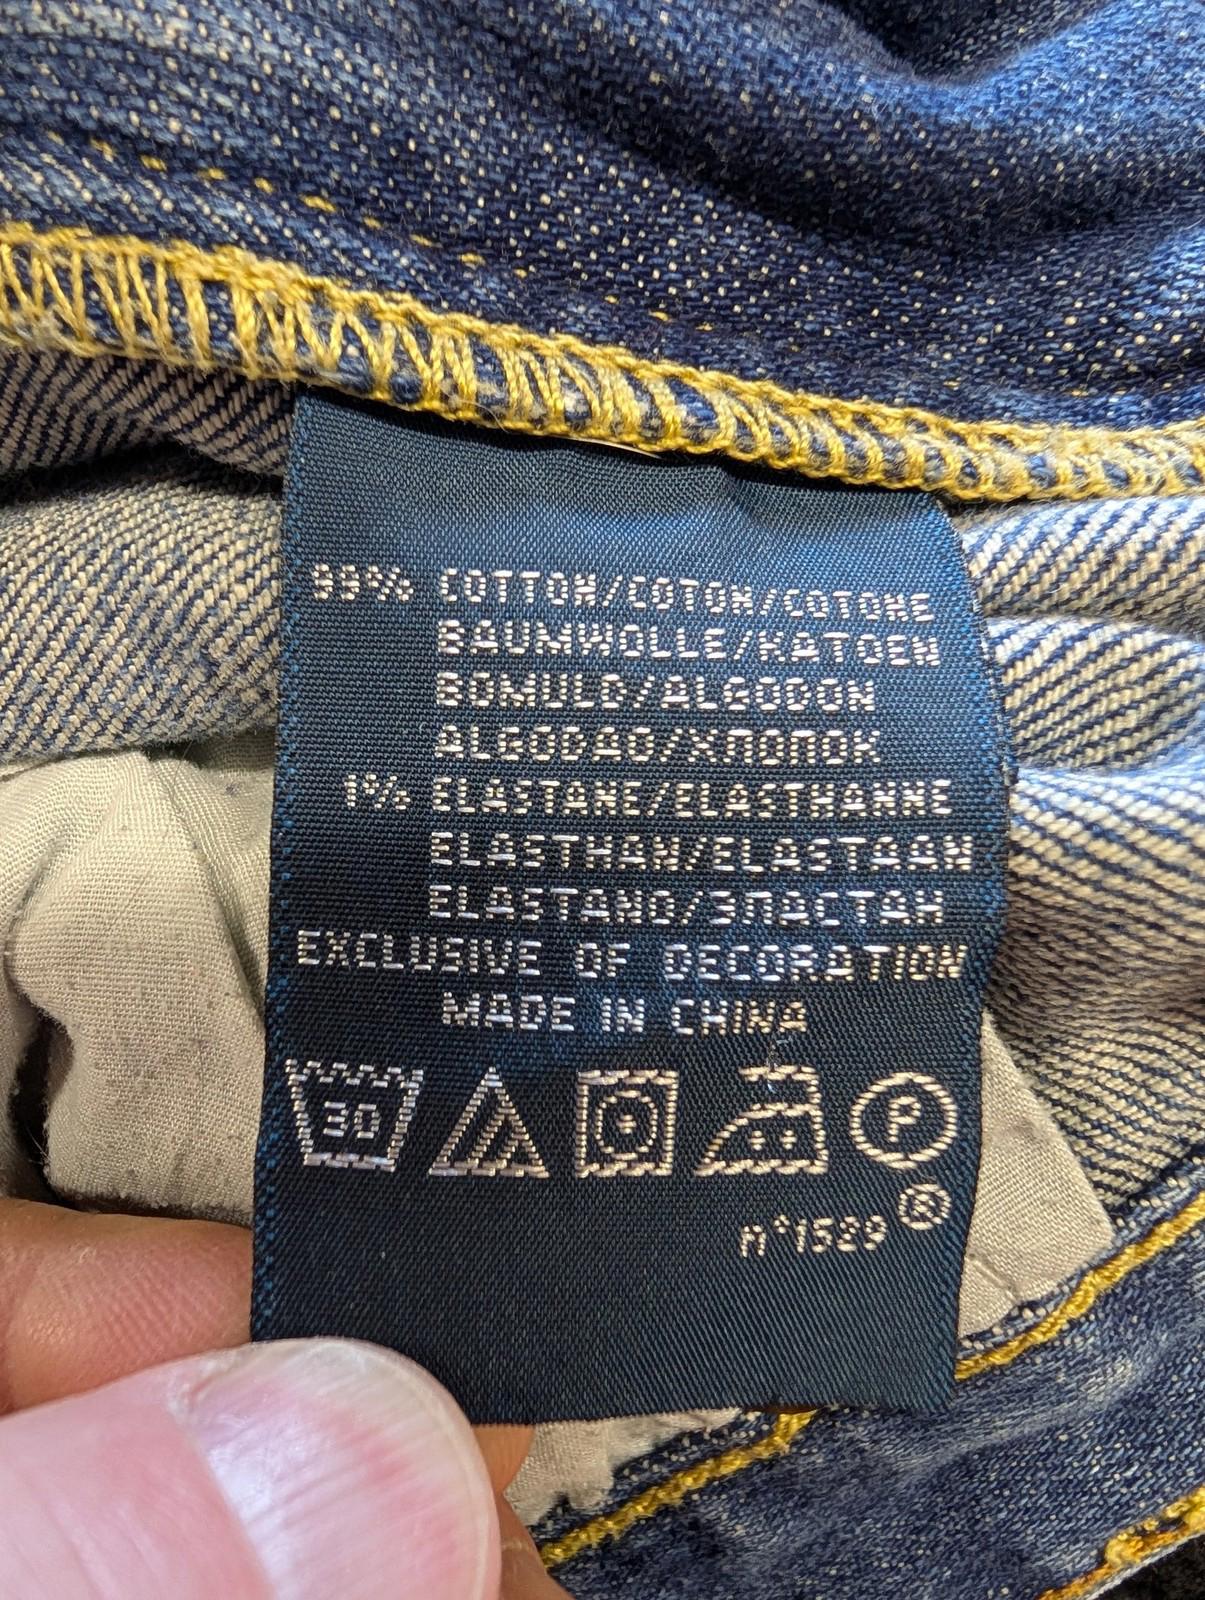 99% COTTON/COTON/COTONE
BAUMWOLLE/KATOEN
BOMULD/ALGODON
ALGODAO/ХЛОПОК
1% ELASTANE/ELASTHANNE
ELASTHAN/ELASTAAN
ELASTANO/ЭЛАСТАН
EXCLUSIVE OF DECORATION
MADE IN CHINA
30 P
®
n°1529